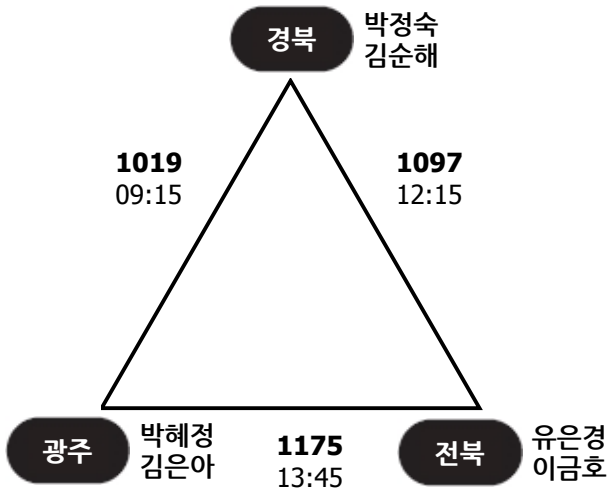 경북
박정숙
김순해
1019
09:15
1097
12:15
광주
박혜정
김은아
1175
13:45
전북
유은경
이금호